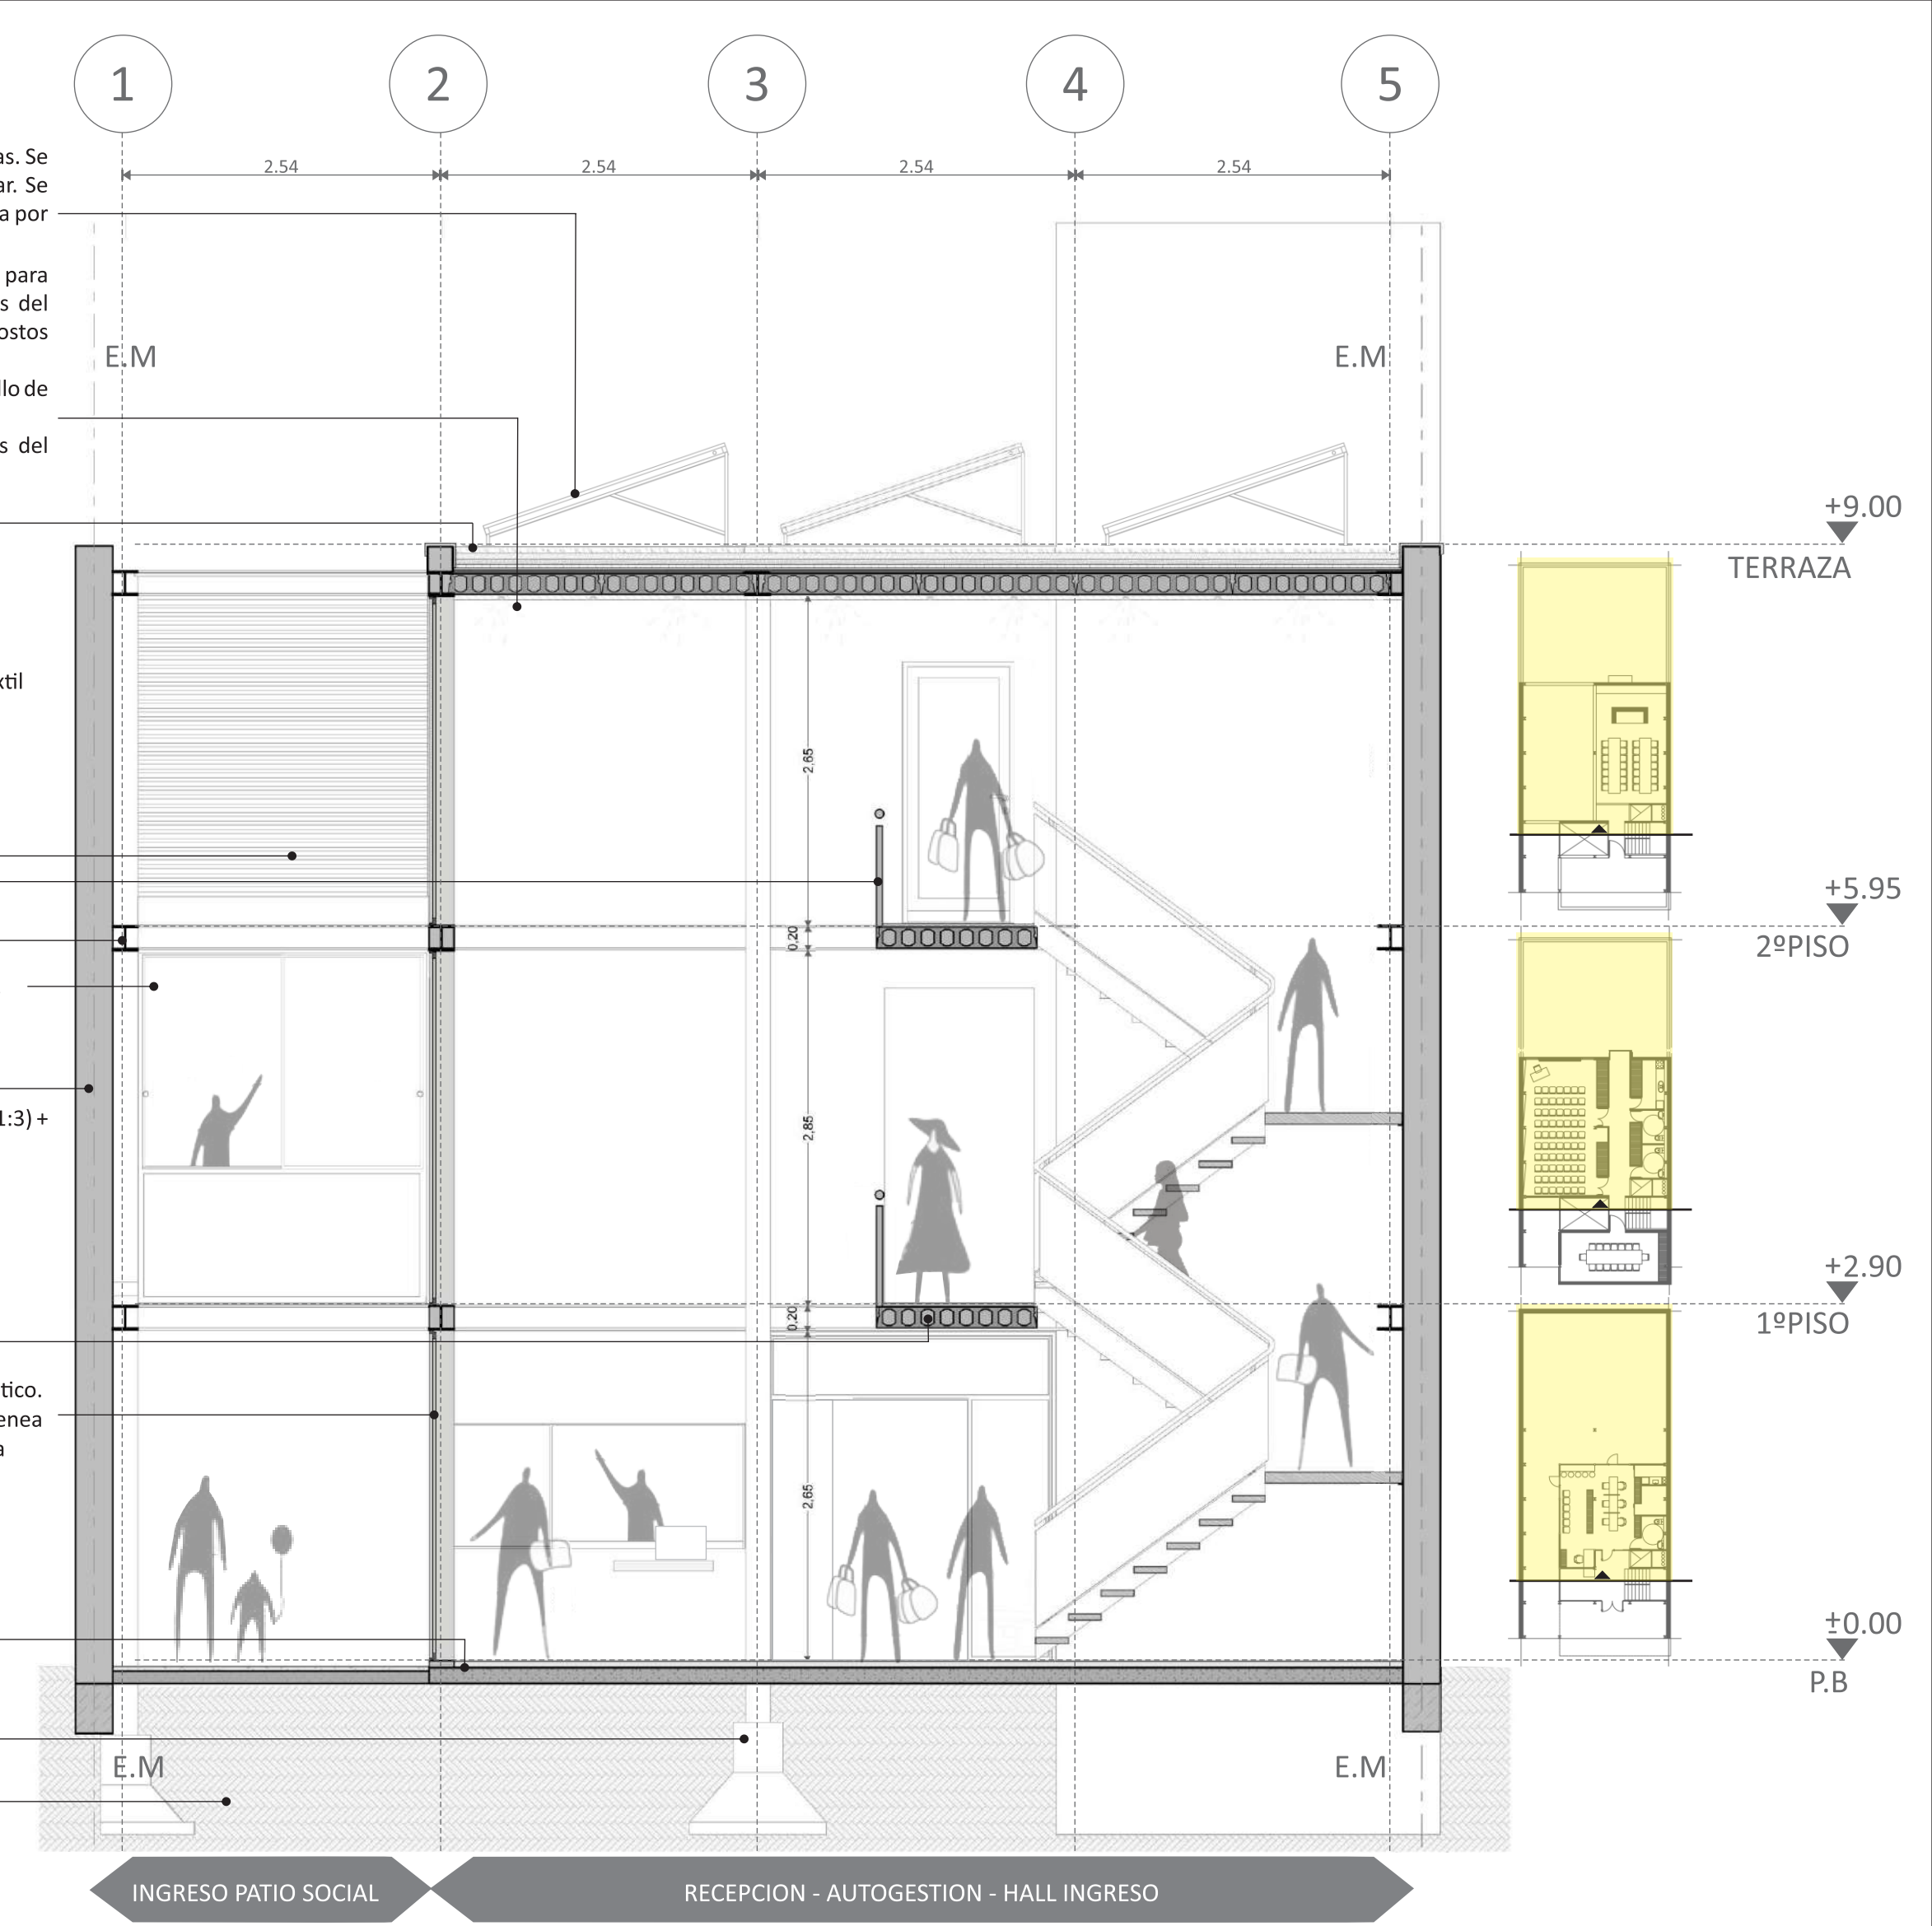 1 2 3 4 5
2.54 2.54 2.54 2.54
as. Se
ar. Se
a por
para
s del
ostos
llo de
s del
E.M E.M
+9.00
TERRAZA
xtil
2,65
+5.95
2ºPISO
0,20
1:3) +
2,85
+2.90
1ºPISO
0,20
tico.
enea
a
2,65
±0.00
P.B
E.M E.M
INGRESO PATIO SOCIAL RECEPCION - AUTOGESTION - HALL INGRESO